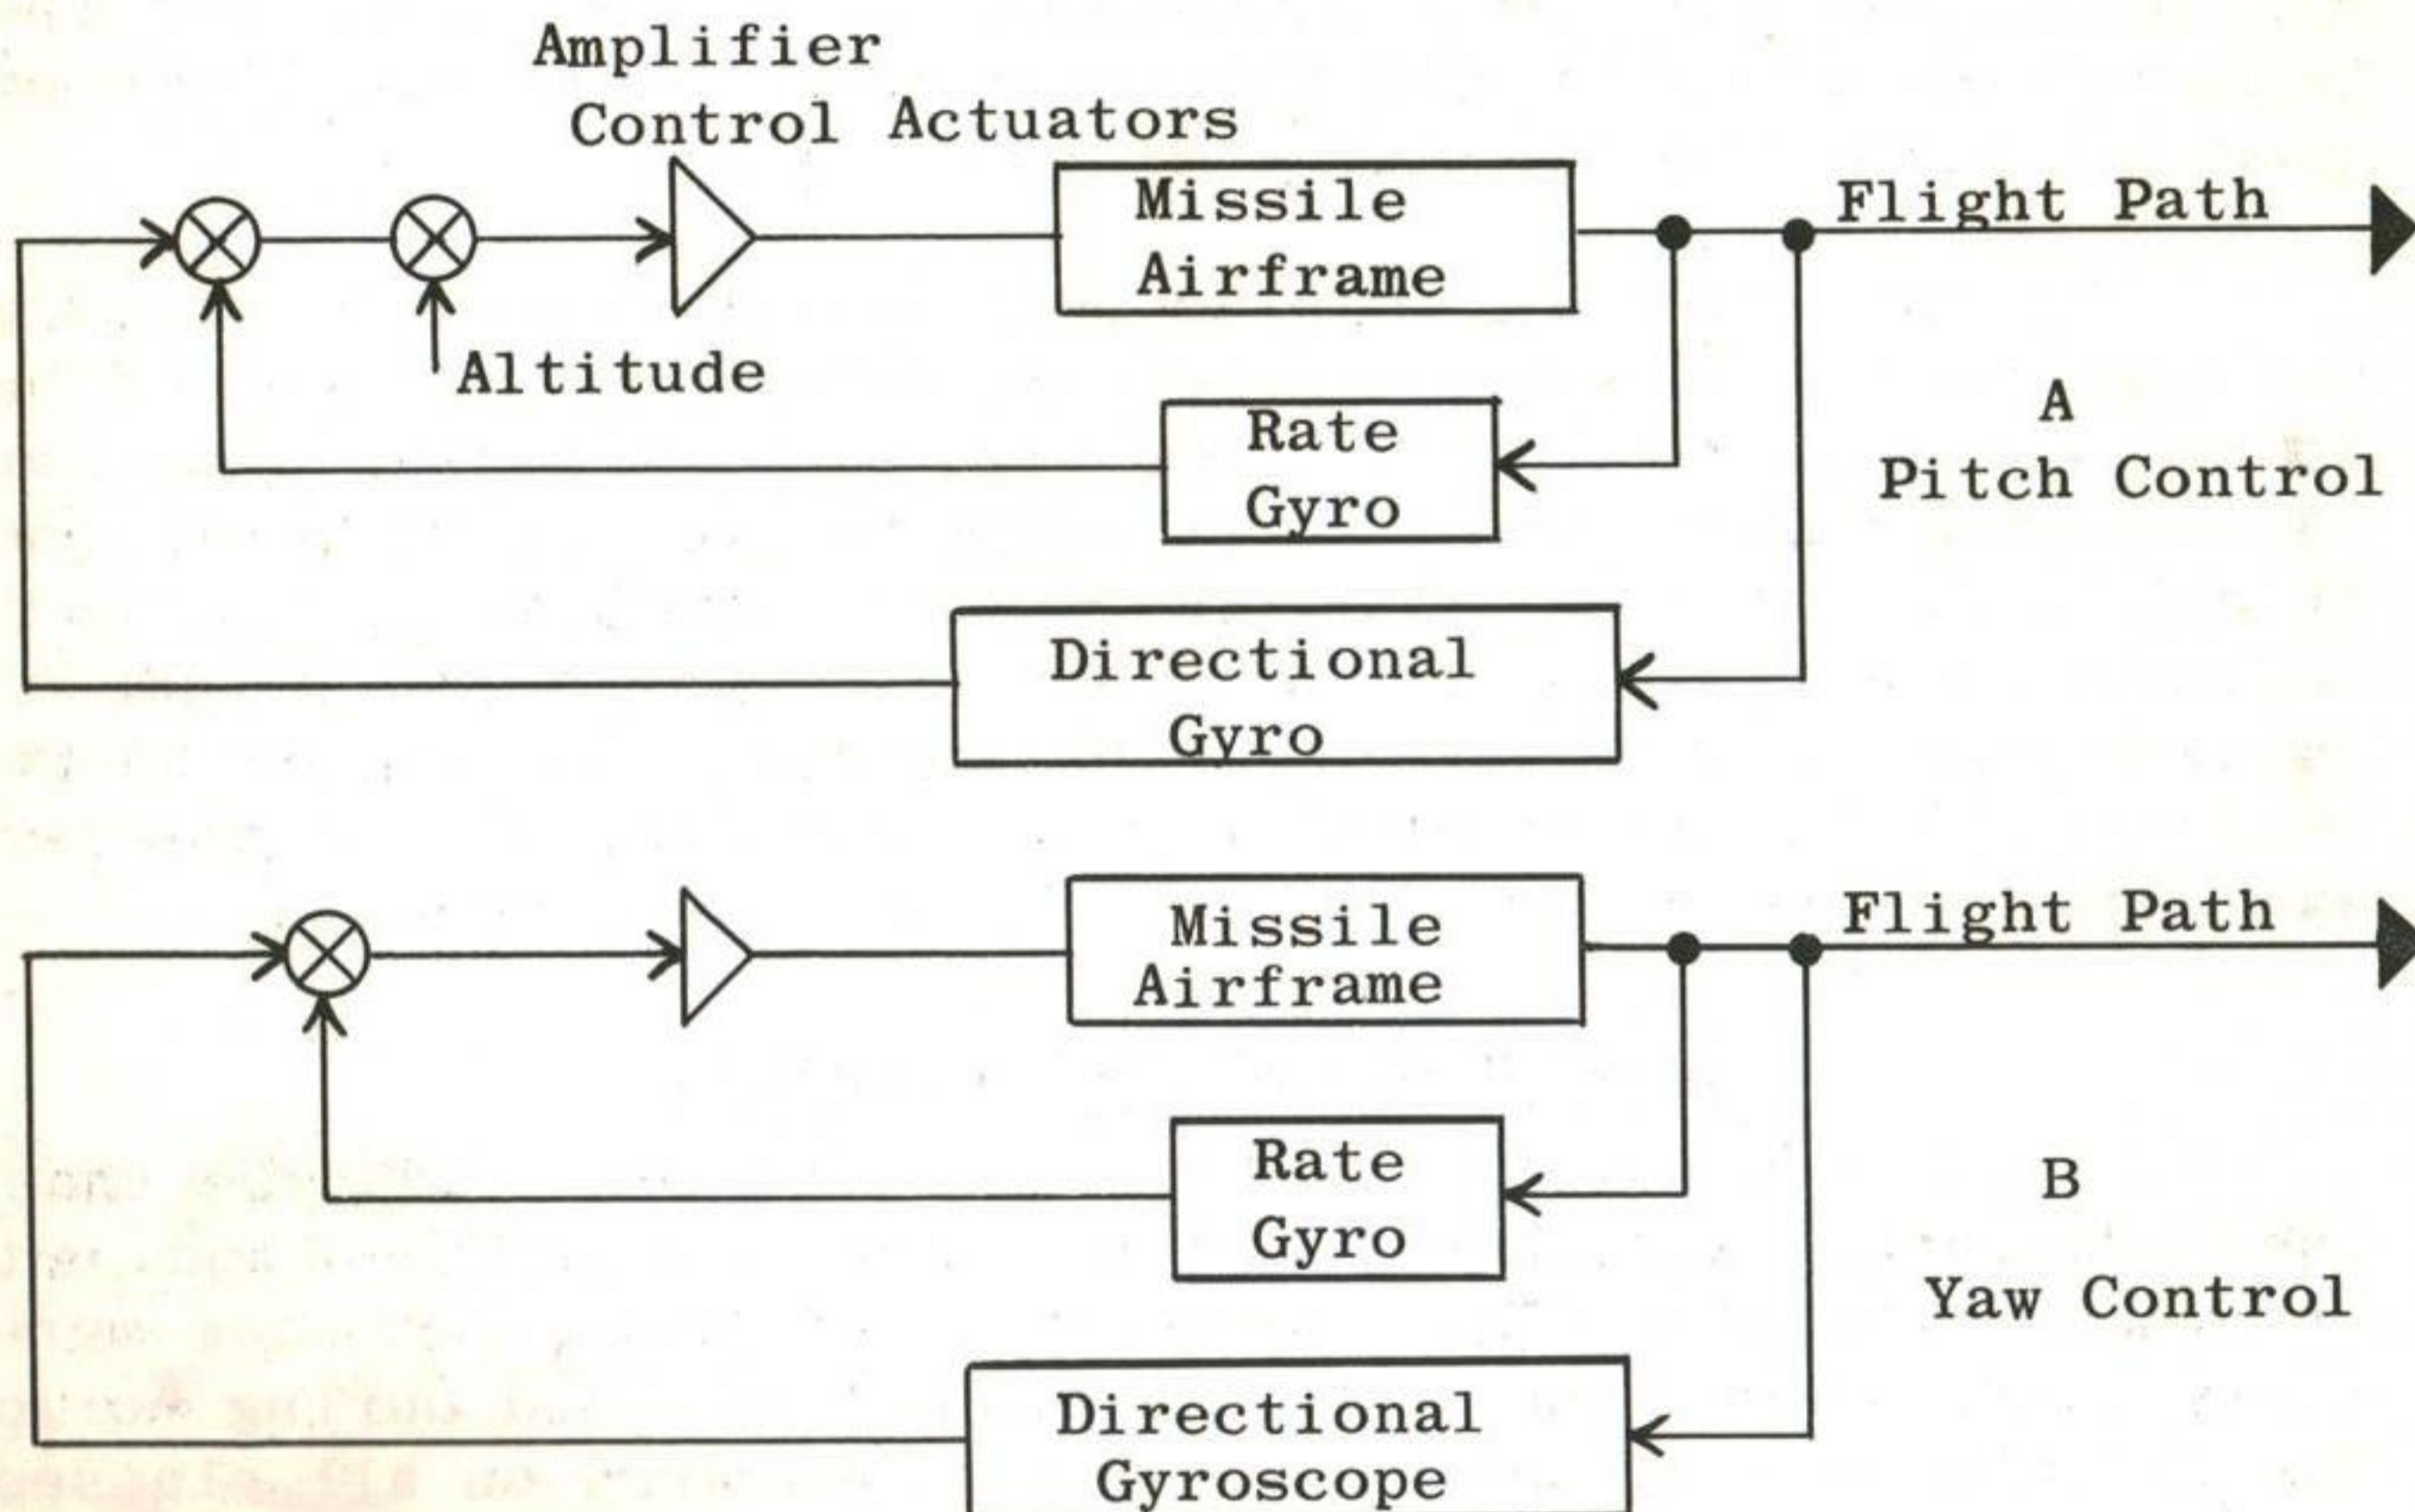 Amplifier
Control Actuators
Missile
Airframe
Flight Path
Altitude
Rate
Gyro
A
Pitch Control
Directional
Gyro
Missile
Airframe
Flight Path
Rate
Gyro
B
Yaw Control
Directional
Gyroscope